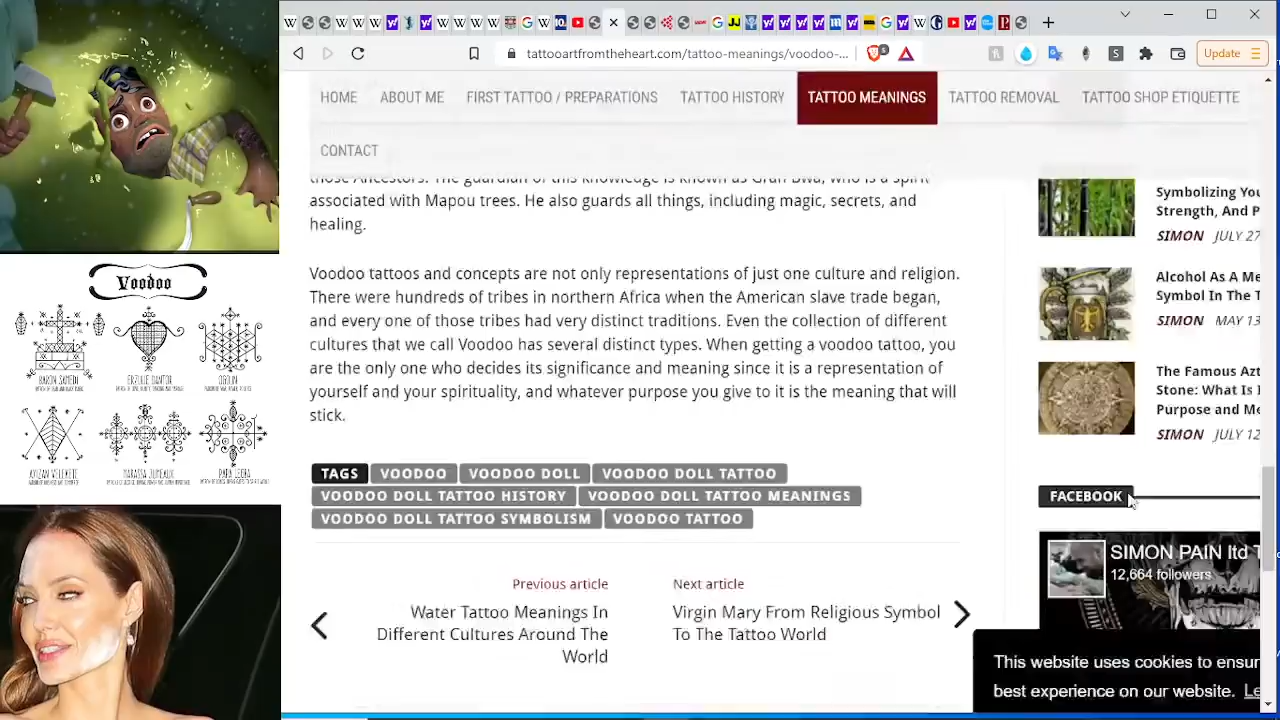 Update
tattooartfromtheheart.com/tattoo-meanings/voodoo-...
HOME ABOUT ME FIRST TATTOO / PREPARATIONS TATTOO HISTORY TATTOO MEANINGS TATTOO REMOVAL TATTOO SHOP ETIQUETTE
CONTACT
those Ancestors. The guardian of this knowledge is known as Gran Bwa, who is a spirit
associated with Mapou trees. He also guards all things, including magic, secrets, and
healing.
Voodoo tattoos and concepts are not only representations of just one culture and religion.
There were hundreds of tribes in northern Africa when the American slave trade began,
and every one of those tribes had very distinct traditions. Even the collection of different
cultures that we call Voodoo has several distinct types. When getting a voodoo tattoo, you
are the only one who decides its significance and meaning since it is a representation of
yourself and your spirituality, and whatever purpose you give to it is the meaning that will
stick.
TAGS VOODOO VOODOO DOLL VOODOO DOLL TATTOO
VOODOO DOLL TATTOO HISTORY VOODOO DOLL TATTOO MEANINGS
VOODOO DOLL TATTOO SYMBOLISM VOODOO TATTOO
Previous article
Water Tattoo Meanings In
Different Cultures Around The
World
Next article
Virgin Mary From Religious Symbol
To The Tattoo World
Symbolizing You
Strength, And P
SIMON JULY 27
Alcohol As A Me
Symbol In The T
SIMON MAY 13
The Famous Azt
Stone: What Is I
Purpose and Me
SIMON JULY 12
FACEBOOK
SIMON PAIN ltd T
12,664 followers
This website uses cookies to ensur
best experience on our website. Le
Voodoo
BARON SAMEDI
ERZULIE DANTOR
OGOUN
AYIZAN VELEKETE
MARASSA JUMEAUX
PAPA LEGBA